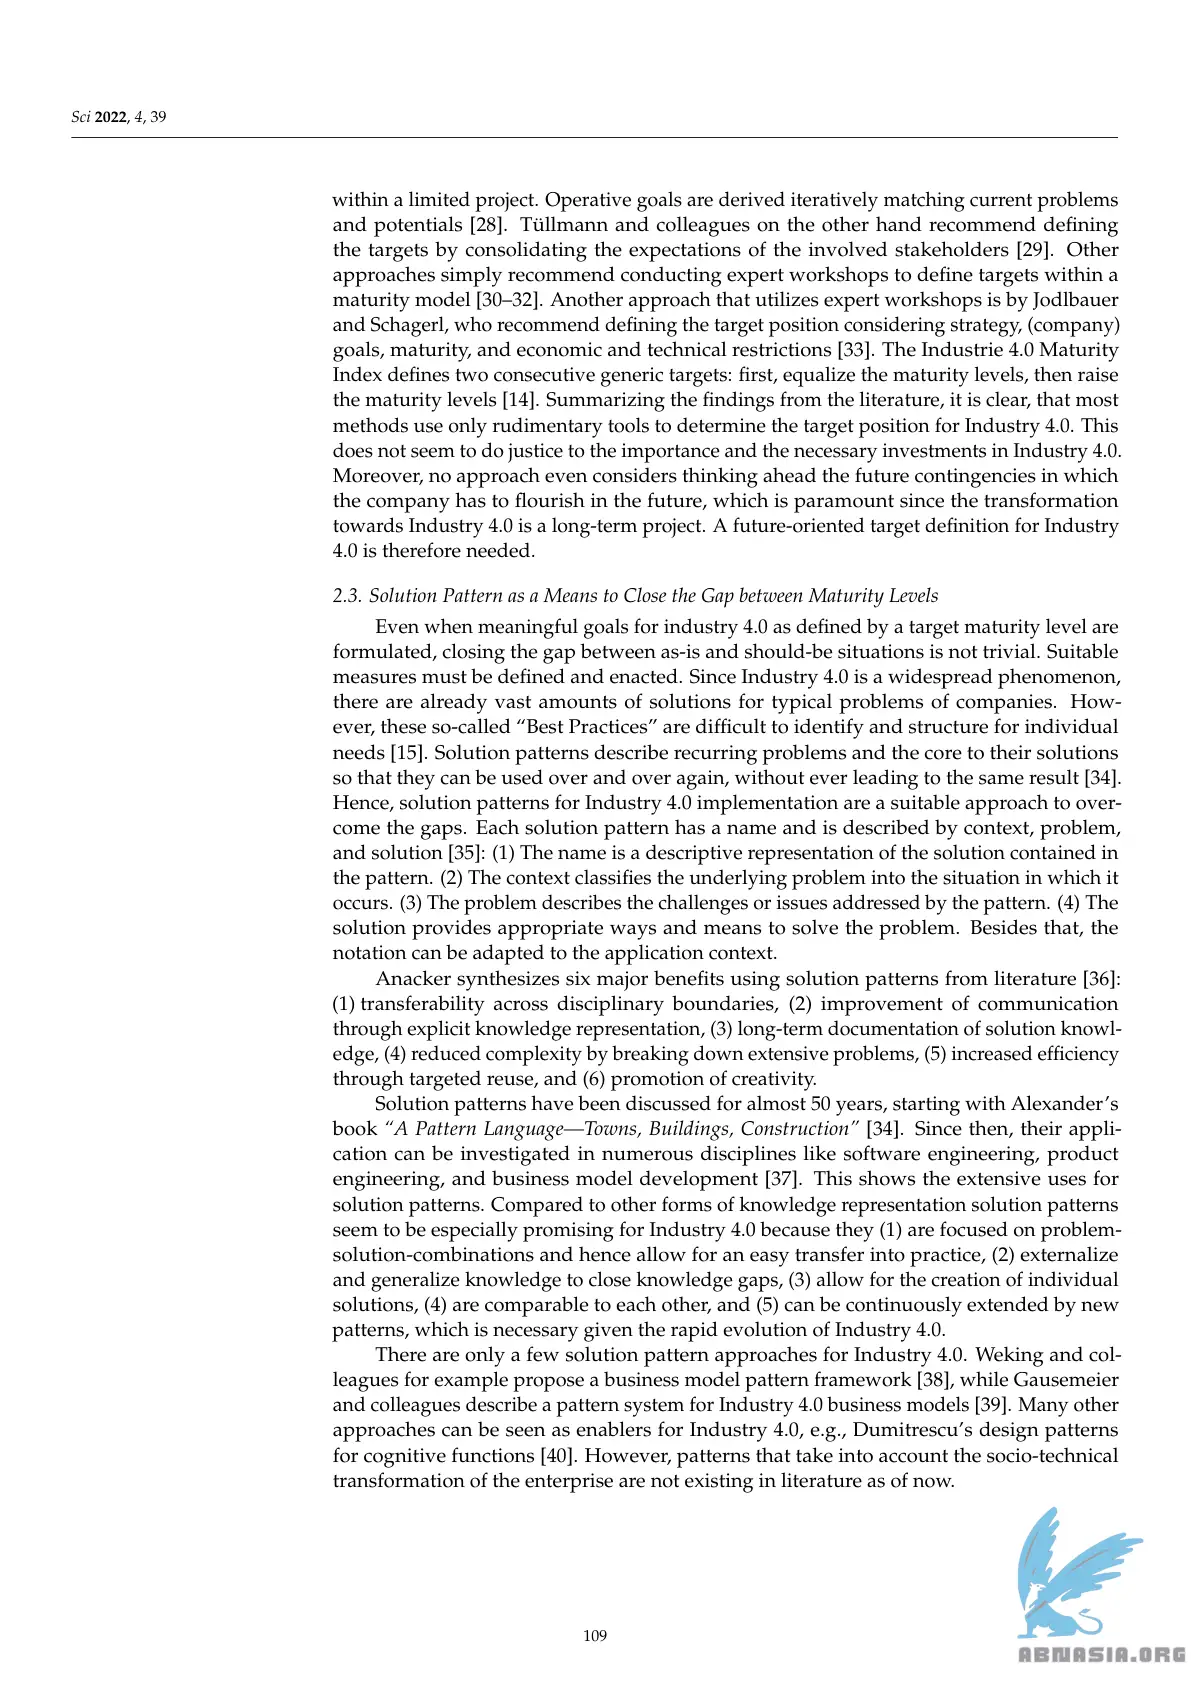 Sci 2022, 4, 39
within a limited project. Operative goals are derived iteratively matching current problems
and potentials [28]. Tüllmann and colleagues on the other hand recommend defining
the targets by consolidating the expectations of the involved stakeholders [29]. Other
approaches simply recommend conducting expert workshops to define targets within a
maturity model [30–32]. Another approach that utilizes expert workshops is by Jodlbauer
and Schagerl, who recommend defining the target position considering strategy, (company)
goals, maturity, and economic and technical restrictions [33]. The Industrie 4.0 Maturity
Index defines two consecutive generic targets: first, equalize the maturity levels, then raise
the maturity levels [14]. Summarizing the findings from the literature, it is clear, that most
methods use only rudimentary tools to determine the target position for Industry 4.0. This
does not seem to do justice to the importance and the necessary investments in Industry 4.0.
Moreover, no approach even considers thinking ahead the future contingencies in which
the company has to flourish in the future, which is paramount since the transformation
towards Industry 4.0 is a long-term project. A future-oriented target definition for Industry
4.0 is therefore needed.
2.3. Solution Pattern as a Means to Close the Gap between Maturity Levels
Even when meaningful goals for industry 4.0 as defined by a target maturity level are
formulated, closing the gap between as-is and should-be situations is not trivial. Suitable
measures must be defined and enacted. Since Industry 4.0 is a widespread phenomenon,
there are already vast amounts of solutions for typical problems of companies. How-
ever, these so-called “Best Practices” are difficult to identify and structure for individual
needs [15]. Solution patterns describe recurring problems and the core to their solutions
so that they can be used over and over again, without ever leading to the same result [34].
Hence, solution patterns for Industry 4.0 implementation are a suitable approach to over-
come the gaps. Each solution pattern has a name and is described by context, problem,
and solution [35]: (1) The name is a descriptive representation of the solution contained in
the pattern. (2) The context classifies the underlying problem into the situation in which it
occurs. (3) The problem describes the challenges or issues addressed by the pattern. (4) The
solution provides appropriate ways and means to solve the problem. Besides that, the
notation can be adapted to the application context.
Anacker synthesizes six major benefits using solution patterns from literature [36]:
(1) transferability across disciplinary boundaries, (2) improvement of communication
through explicit knowledge representation, (3) long-term documentation of solution knowl-
edge, (4) reduced complexity by breaking down extensive problems, (5) increased efficiency
through targeted reuse, and (6) promotion of creativity.
Solution patterns have been discussed for almost 50 years, starting with Alexander’s
book “A Pattern Language—Towns, Buildings, Construction” [34]. Since then, their appli-
cation can be investigated in numerous disciplines like software engineering, product
engineering, and business model development [37]. This shows the extensive uses for
solution patterns. Compared to other forms of knowledge representation solution patterns
seem to be especially promising for Industry 4.0 because they (1) are focused on problem-
solution-combinations and hence allow for an easy transfer into practice, (2) externalize
and generalize knowledge to close knowledge gaps, (3) allow for the creation of individual
solutions, (4) are comparable to each other, and (5) can be continuously extended by new
patterns, which is necessary given the rapid evolution of Industry 4.0.
There are only a few solution pattern approaches for Industry 4.0. Weking and col-
leagues for example propose a business model pattern framework [38], while Gausemeier
and colleagues describe a pattern system for Industry 4.0 business models [39]. Many other
approaches can be seen as enablers for Industry 4.0, e.g., Dumitrescu’s design patterns
for cognitive functions [40]. However, patterns that take into account the socio-technical
transformation of the enterprise are not existing in literature as of now.
109
ABNASIA.ORG